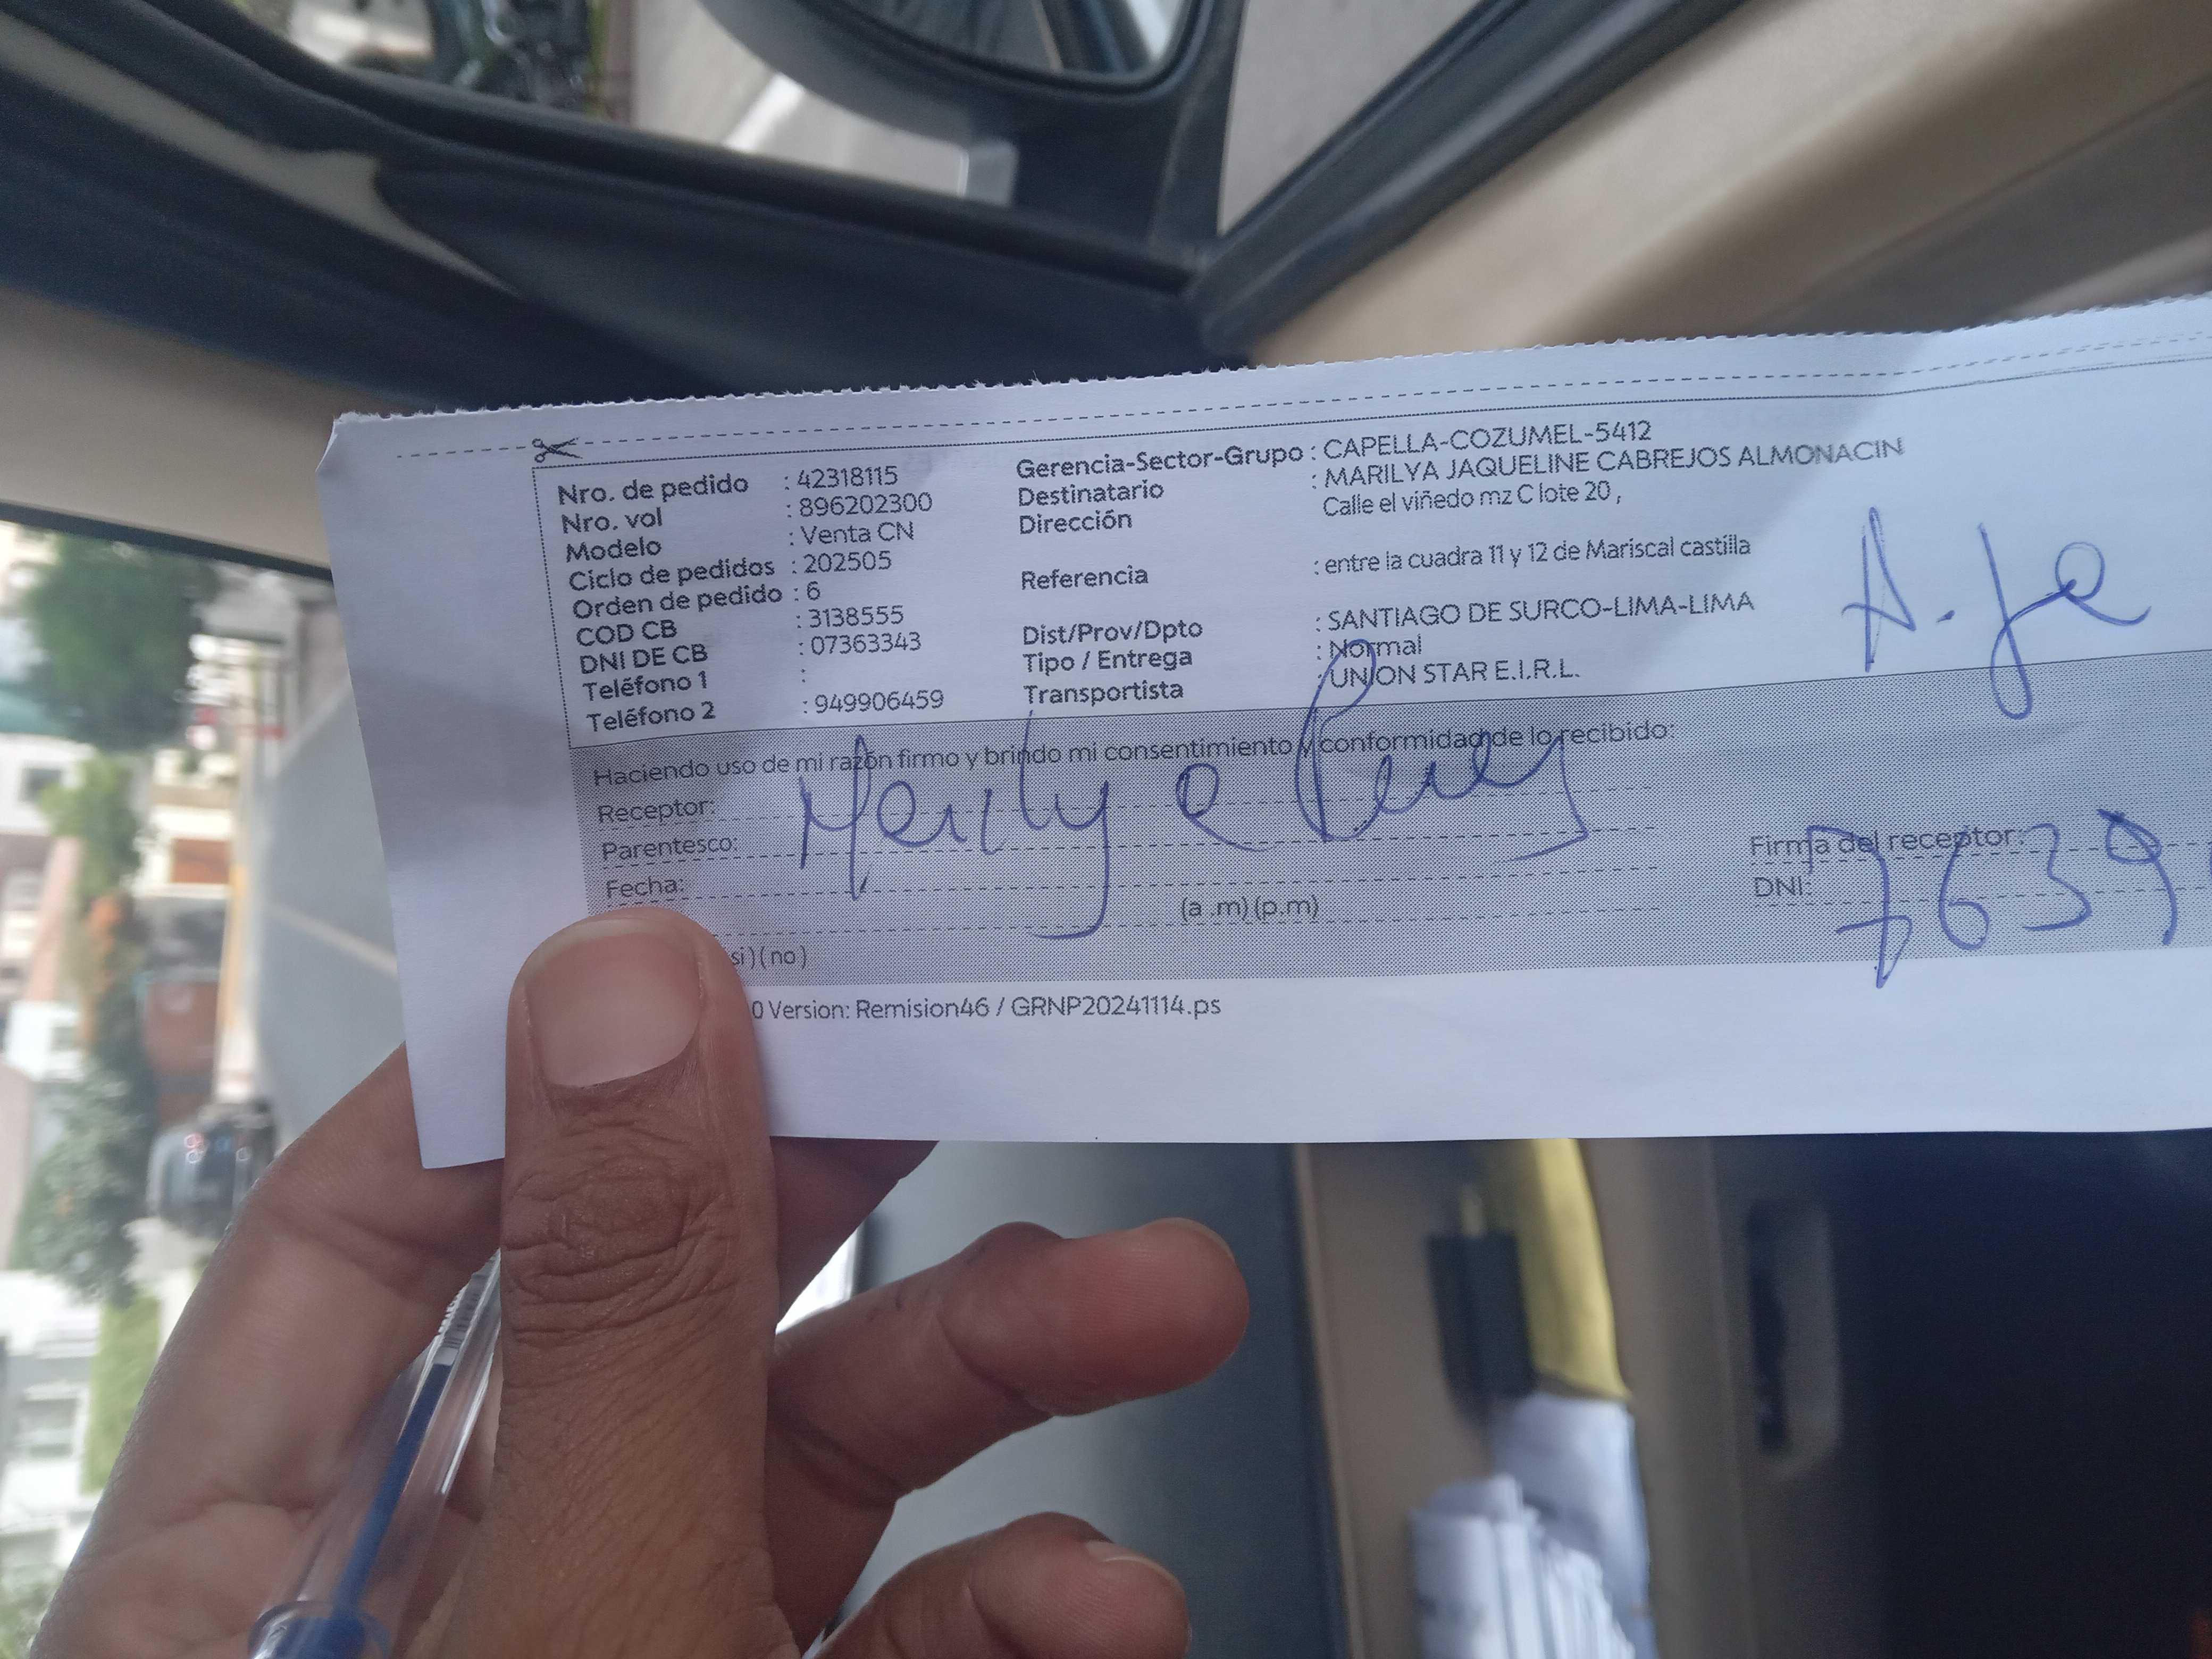 Nro. de pedido : 42318115
Nro. vol : 896202300
Modelo : Venta CN
Ciclo de pedidos : 202505
Orden de pedido : 6
COD CB : 3138555
DNI DE CB : 07363343
Teléfono 1 :
Teléfono 2 : 949906459
Gerencia-Sector-Grupo : CAPELLA-COZUMEL-5412
Destinatario : MARILYA JAQUELINE CABREJOS ALMONACIN
Dirección Calle el viñedo mz C lote 20 ,
Referencia : entre la cuadra 11 y 12 de Mariscal castilla
Dist/Prov/Dpto : SANTIAGO DE SURCO-LIMA-LIMA
Tipo / Entrega : Normal
Transportista : UNION STAR E.I.R.L.
Haciendo uso de mi razón firmo y brindo mi consentimiento y conformidad de lo recibido:
Receptor:
Parentesco:
Fecha:
(a .m) (p.m)
si ) ( no )
Firma del receptor:
DNI: 7639
0 Version: Remision46 / GRNP20241114.ps